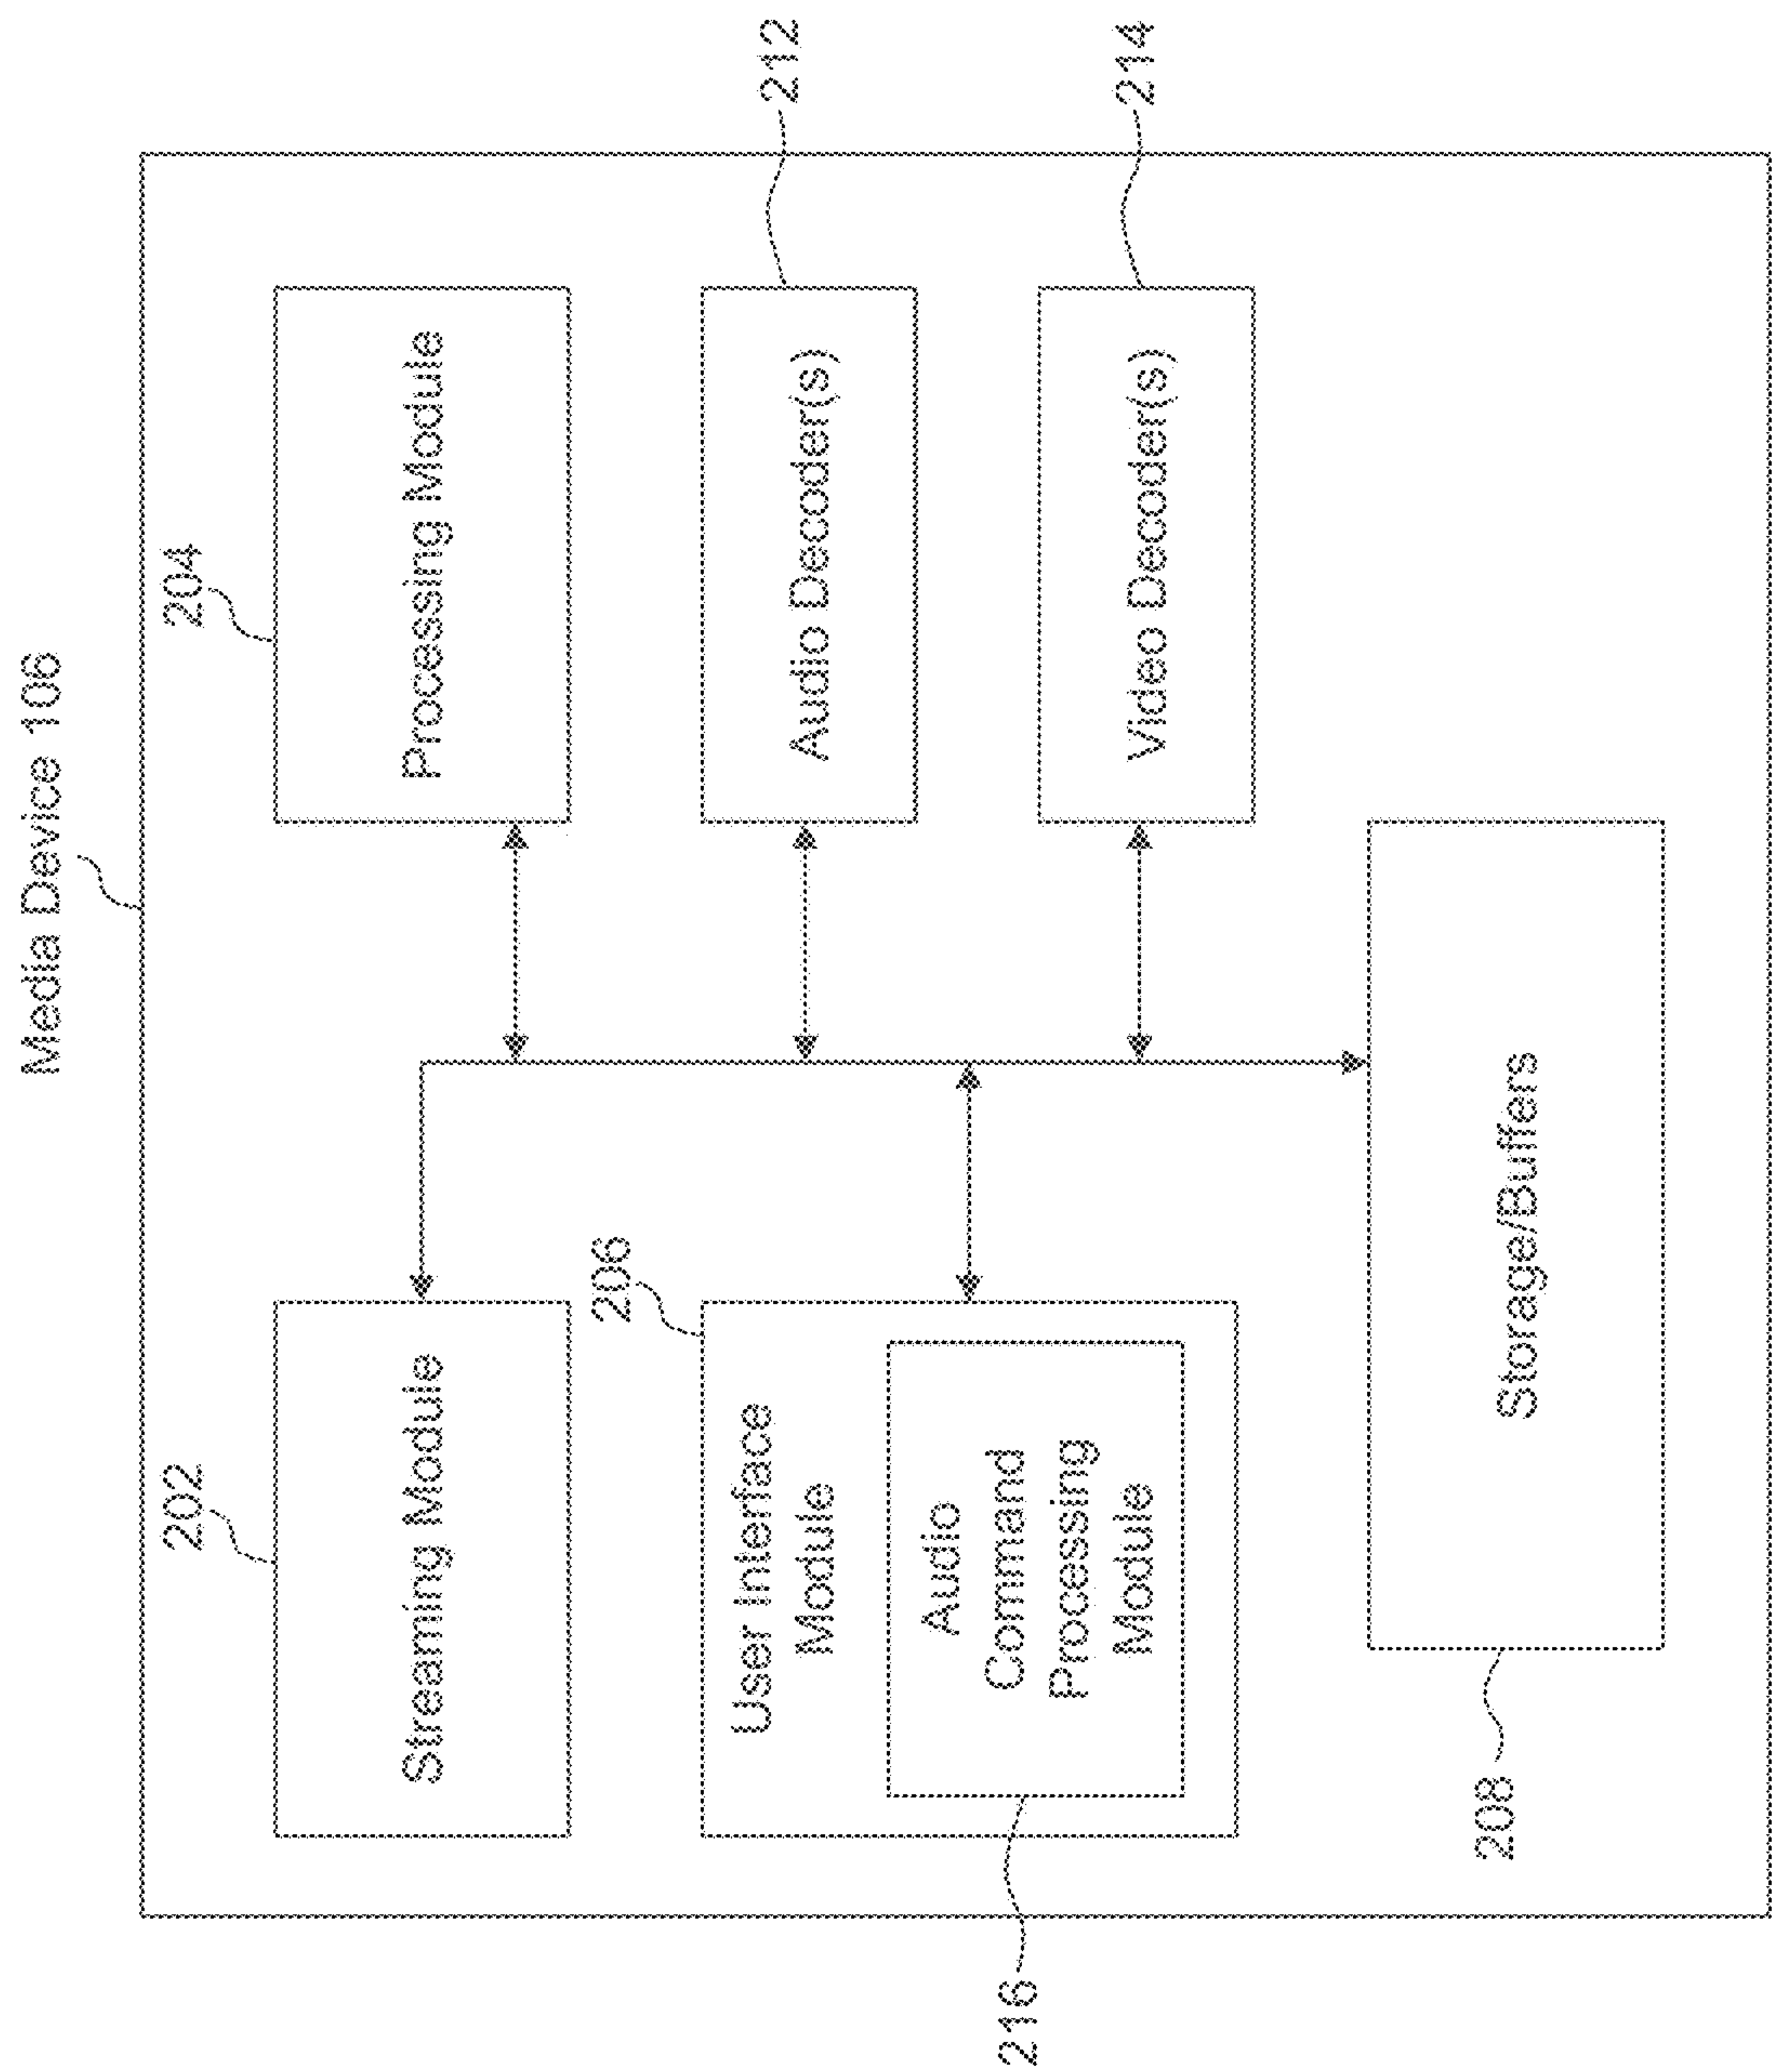 Media Device 106
202
204
Streaming Module
Processing Module
206
User Interface
Module
Audio
Command
Processing
Module
216
Audio Decoder(s)
212
Video Decoder(s)
214
Storage/Buffers
208